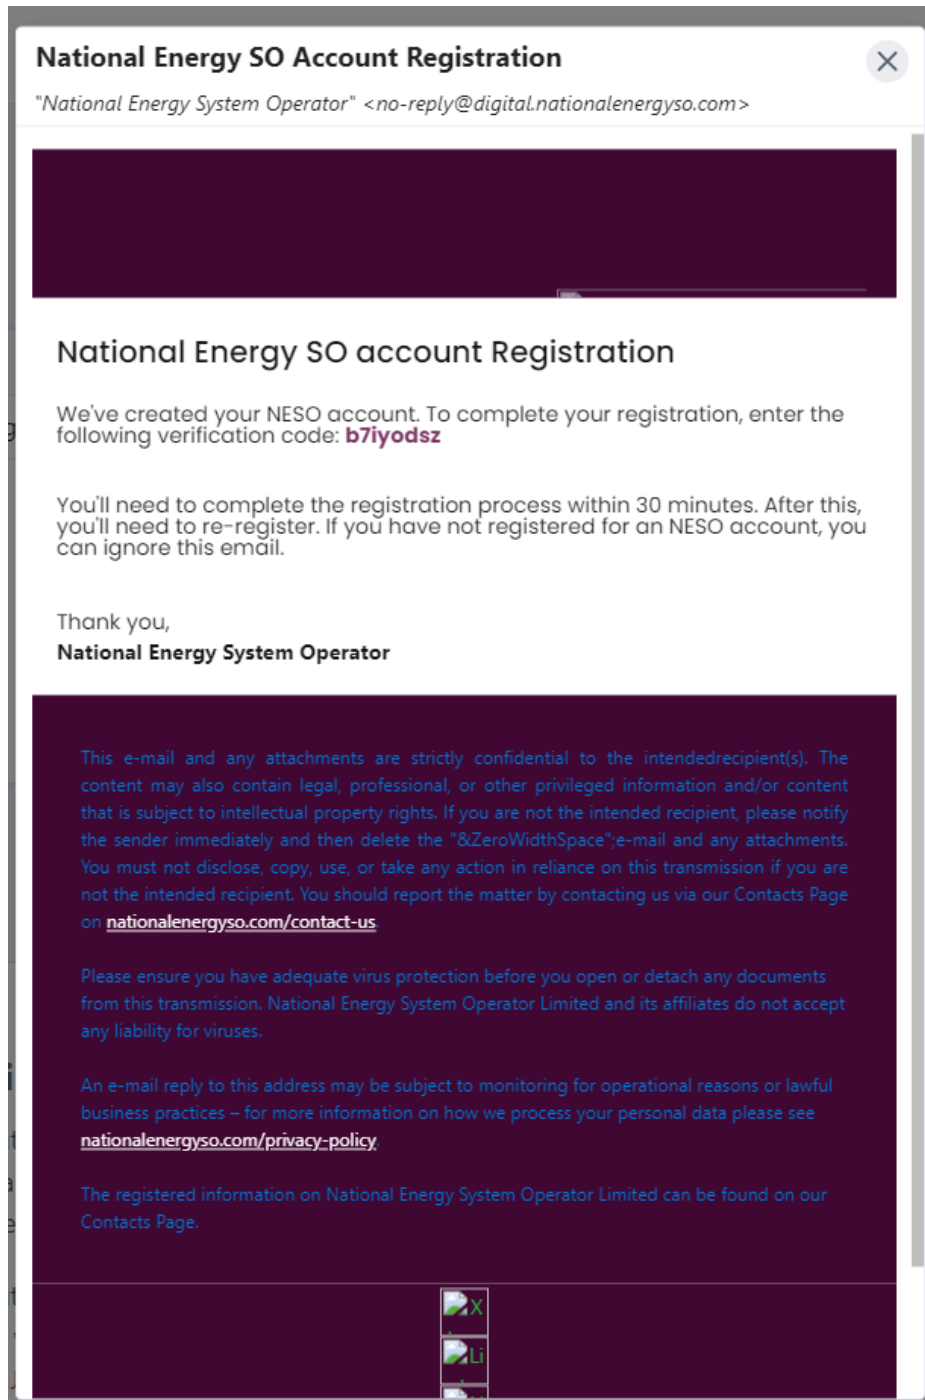 National Energy SO Account Registration
"National Energy System Operator" <no-reply@digital.nationalenergyso.com>
National Energy SO account Registration
We've created your NESO account. To complete your registration, enter the
following verification code: b7iyodsz
You'll need to complete the registration process within 30 minutes. After this,
you'll need to re-register. If you have not registered for an NESO account, you
can ignore this email.
Thank you,
National Energy System Operator
This e-mail and any attachments are strictly confidential to the intendedrecipient(s). The
content may also contain legal, professional, or other privileged information and/or content
that is subject to intellectual property rights. If you are not the intended recipient, please notify
the sender immediately and then delete the "&ZeroWidthSpace";e-mail and any attachments.
You must not disclose, copy, use, or take any action in reliance on this transmission if you are
not the intended recipient. You should report the matter by contacting us via our Contacts Page
on nationalenergyso.com/contact-us.
Please ensure you have adequate virus protection before you open or detach any documents
from this transmission. National Energy System Operator Limited and its affiliates do not accept
any liability for viruses.
An e-mail reply to this address may be subject to monitoring for operational reasons or lawful
business practices – for more information on how we process your personal data please see
nationalenergyso.com/privacy-policy.
The registered information on National Energy System Operator Limited can be found on our
Contacts Page.
X
Li